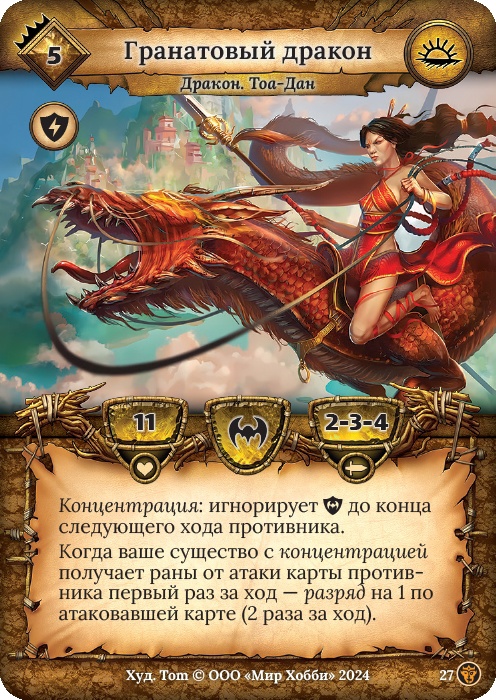 5
Гранатовый дракон
Дракон. Тоа-Дан
11
2-3-4
Концентрация: игнорирует до конца
следующего хода противника.
Когда ваше существо с концентрацией
получает раны от атаки карты против-
ника первый раз за ход — разряд на 1 по
атаковавшей карте (2 раза за ход).
Худ. Tom © ООО «Мир Хобби» 2024
27